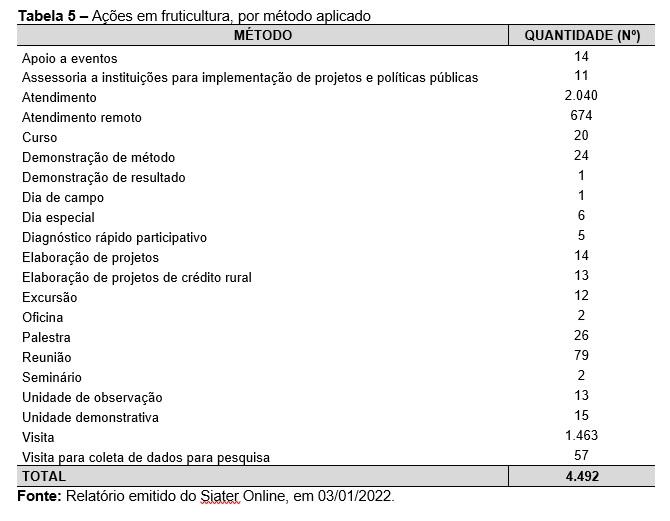 Tabela 5 – Ações em fruticultura, por método aplicado
MÉTODO QUANTIDADE (Nº)
Apoio a eventos 14
Assessoria a instituições para implementação de projetos e políticas públicas 11
Atendimento 2.040
Atendimento remoto 674
Curso 20
Demonstração de método 24
Demonstração de resultado 1
Dia de campo 1
Dia especial 6
Diagnóstico rápido participativo 5
Elaboração de projetos 14
Elaboração de projetos de crédito rural 13
Excursão 12
Oficina 2
Palestra 26
Reunião 79
Seminário 2
Unidade de observação 13
Unidade demonstrativa 15
Visita 1.463
Visita para coleta de dados para pesquisa 57
TOTAL 4.492
Fonte: Relatório emitido do Siater Online, em 03/01/2022.